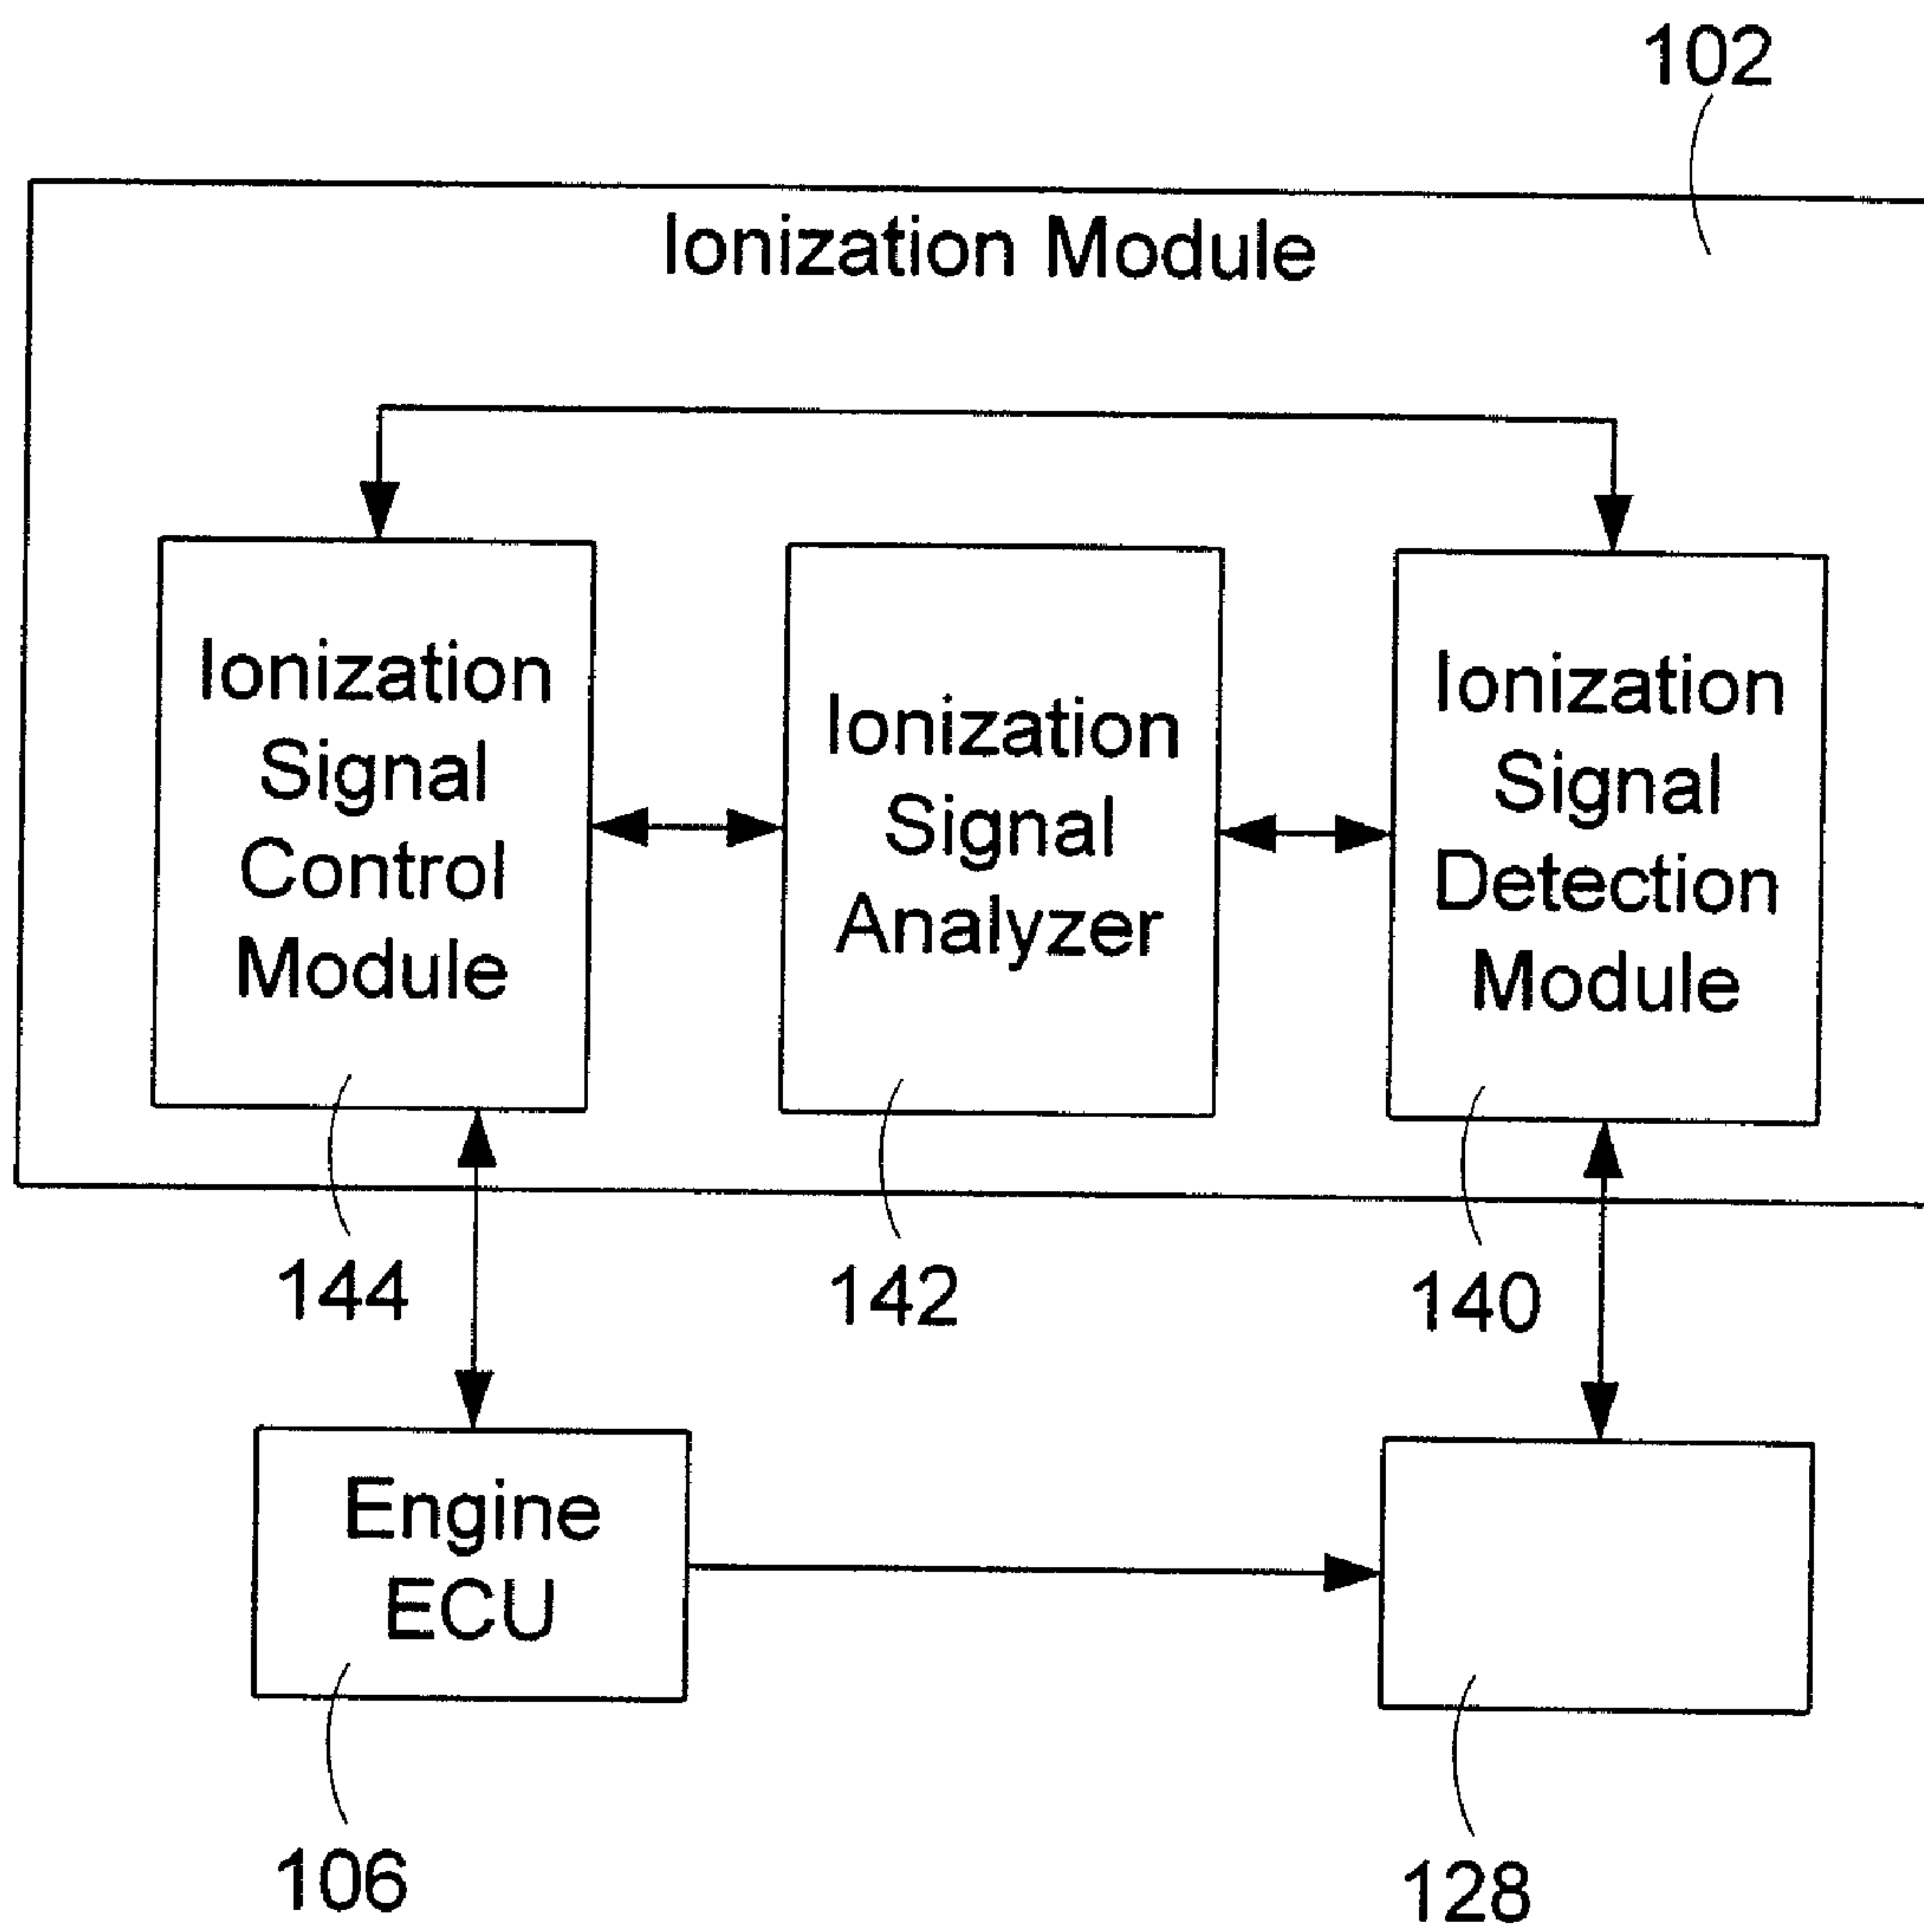 102
Ionization Module
Ionization
Signal
Control
Module
Ionization
Signal
Analyzer
Ionization
Signal
Detection
Module
144
142
140
Engine
ECU
106
128